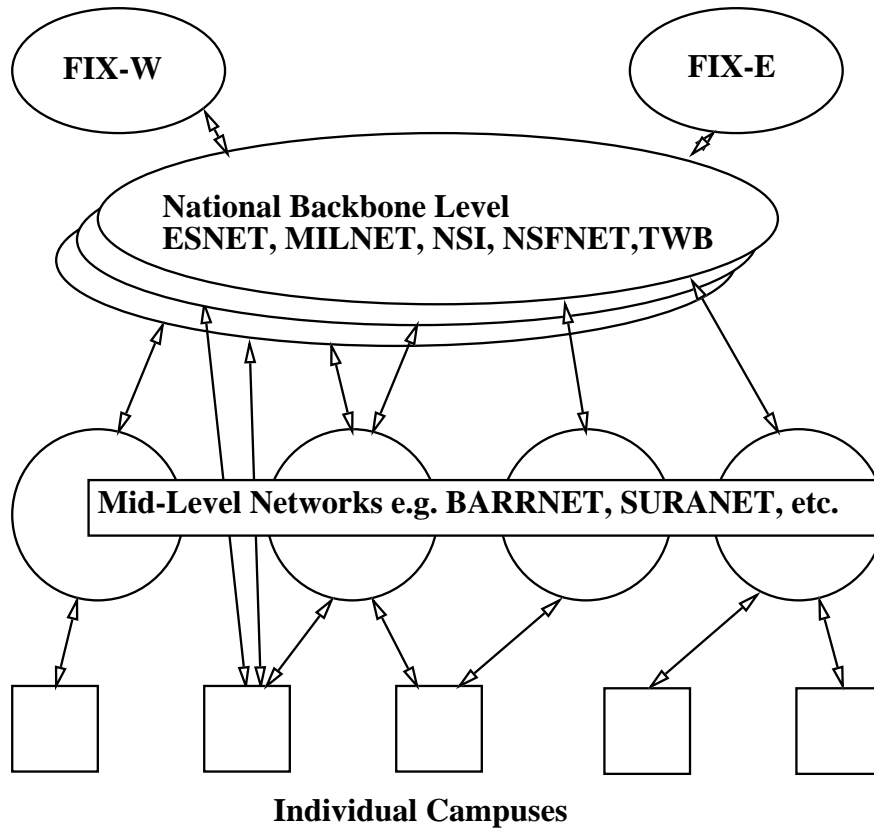 FIX-W
FIX-E
National Backbone Level
ESNET, MILNET, NSI, NSFNET,TWB
Mid-Level Networks e.g. BARRNET, SURANET, etc.
Individual Campuses